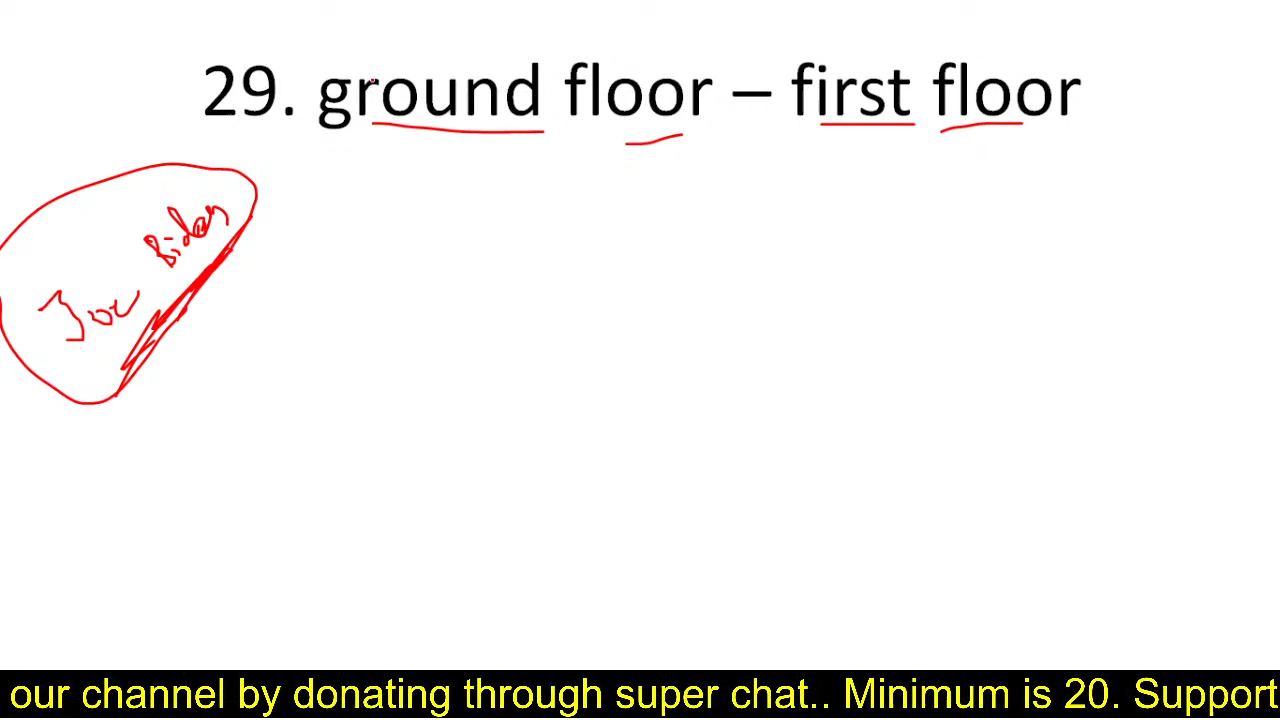 29. ground floor – first floor
Joe Biden
our channel by donating through super chat.. Minimum is 20. Support